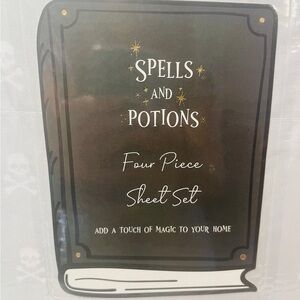 SPELLS
AND
POTIONS
Four Piece
Sheet Set
ADD A TOUCH OF MAGIC TO YOUR HOME